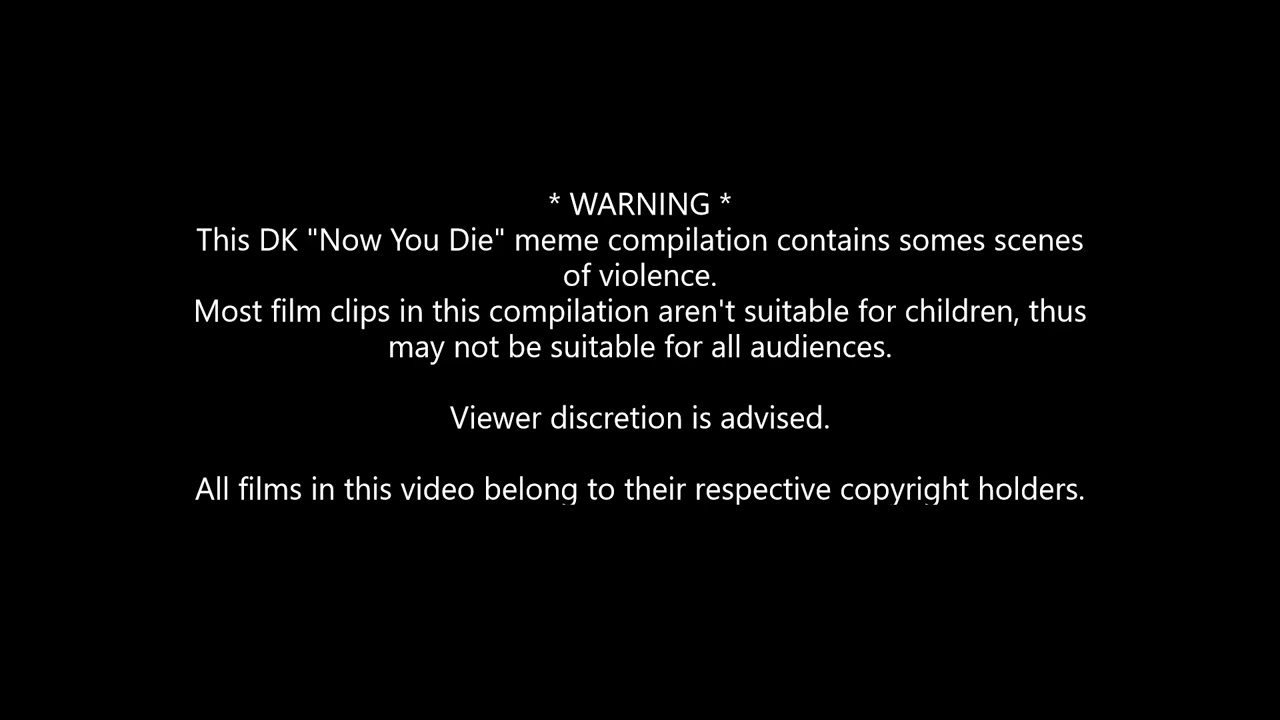 * WARNING *
This DK "Now You Die" meme compilation contains somes scenes
of violence.
Most film clips in this compilation aren't suitable for children, thus
may not be suitable for all audiences.
Viewer discretion is advised.
All films in this video belong to their respective copyright holders.